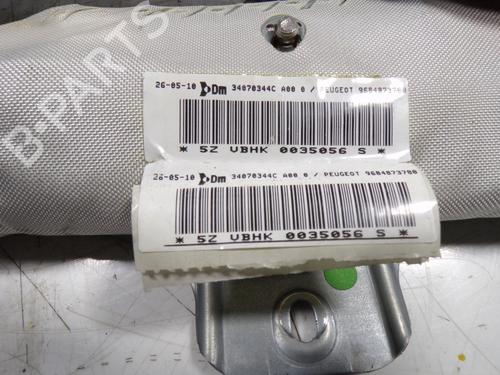 B-PARTS
26-05-10 Dm 34070344C A00 0 / PEUGEOT 9684873780
* 5Z VBHK 0035056 S *
26-05-10 Dm 34070344C A00 0 / PEUGEOT 9684873780
* 5Z VBHK 0035056 S *